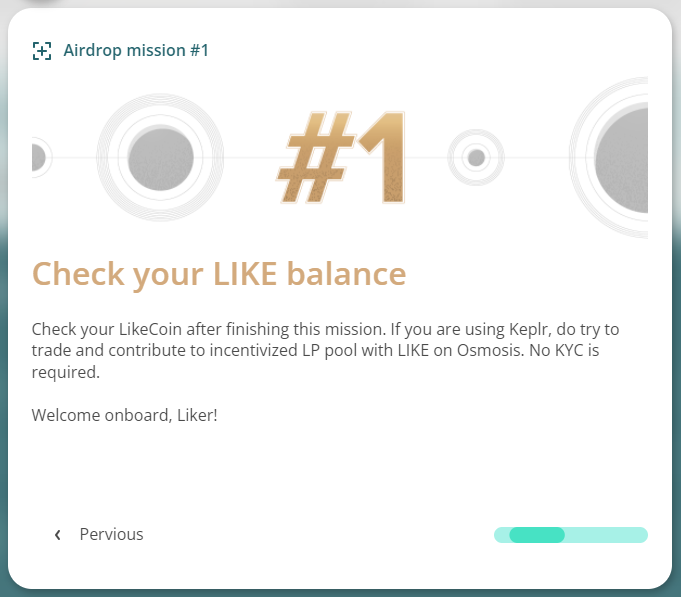 Airdrop mission #1
#1
Check your LIKE balance
Check your LikeCoin after finishing this mission. If you are using Keplr, do try to
trade and contribute to incentivized LP pool with LIKE on Osmosis. No KYC is
required.
Welcome onboard, Liker!
Pervious